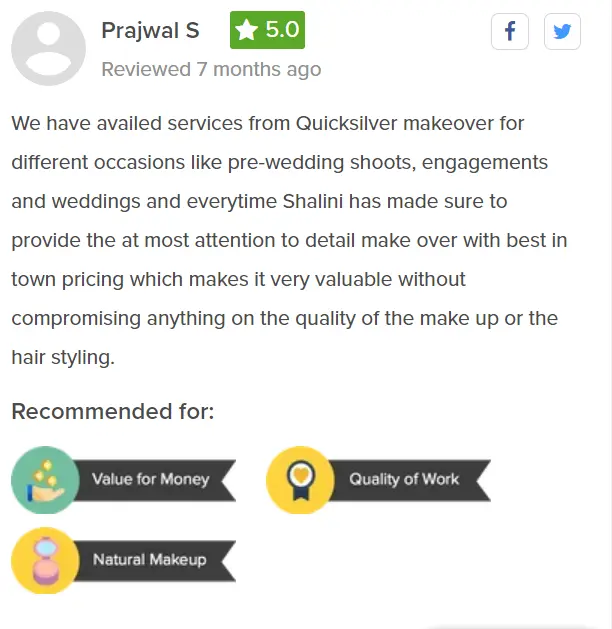 Prajwal S
5.0
Reviewed 7 months ago
We have availed services from Quicksilver makeover for
different occasions like pre-wedding shoots, engagements
and weddings and everytime Shalini has made sure to
provide the at most attention to detail make over with best in
town pricing which makes it very valuable without
compromising anything on the quality of the make up or the
hair styling.
Recommended for:
Value for Money
Quality of Work
Natural Makeup